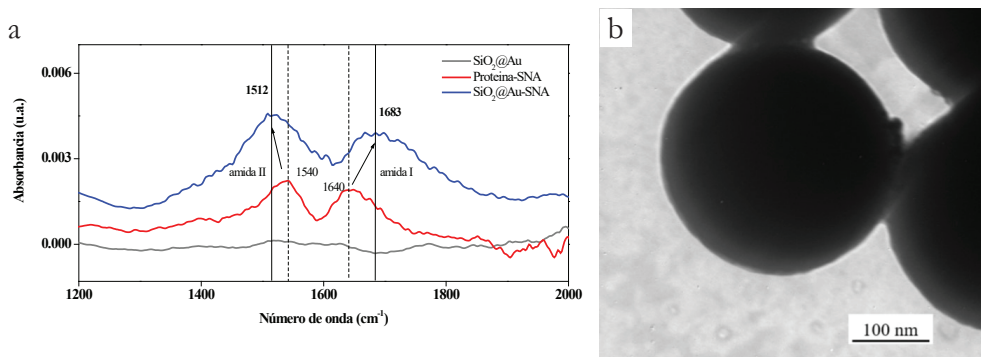 a
0.006
0.003
0.000
Absorbancia (u.a.)
1512
1683
SiO2@Au
Proteina-SNA
SiO2@Au-SNA
amida II
1540
1640
amida I
1200
1400
1600
1800
2000
Número de onda (cm-1)
b
100 nm